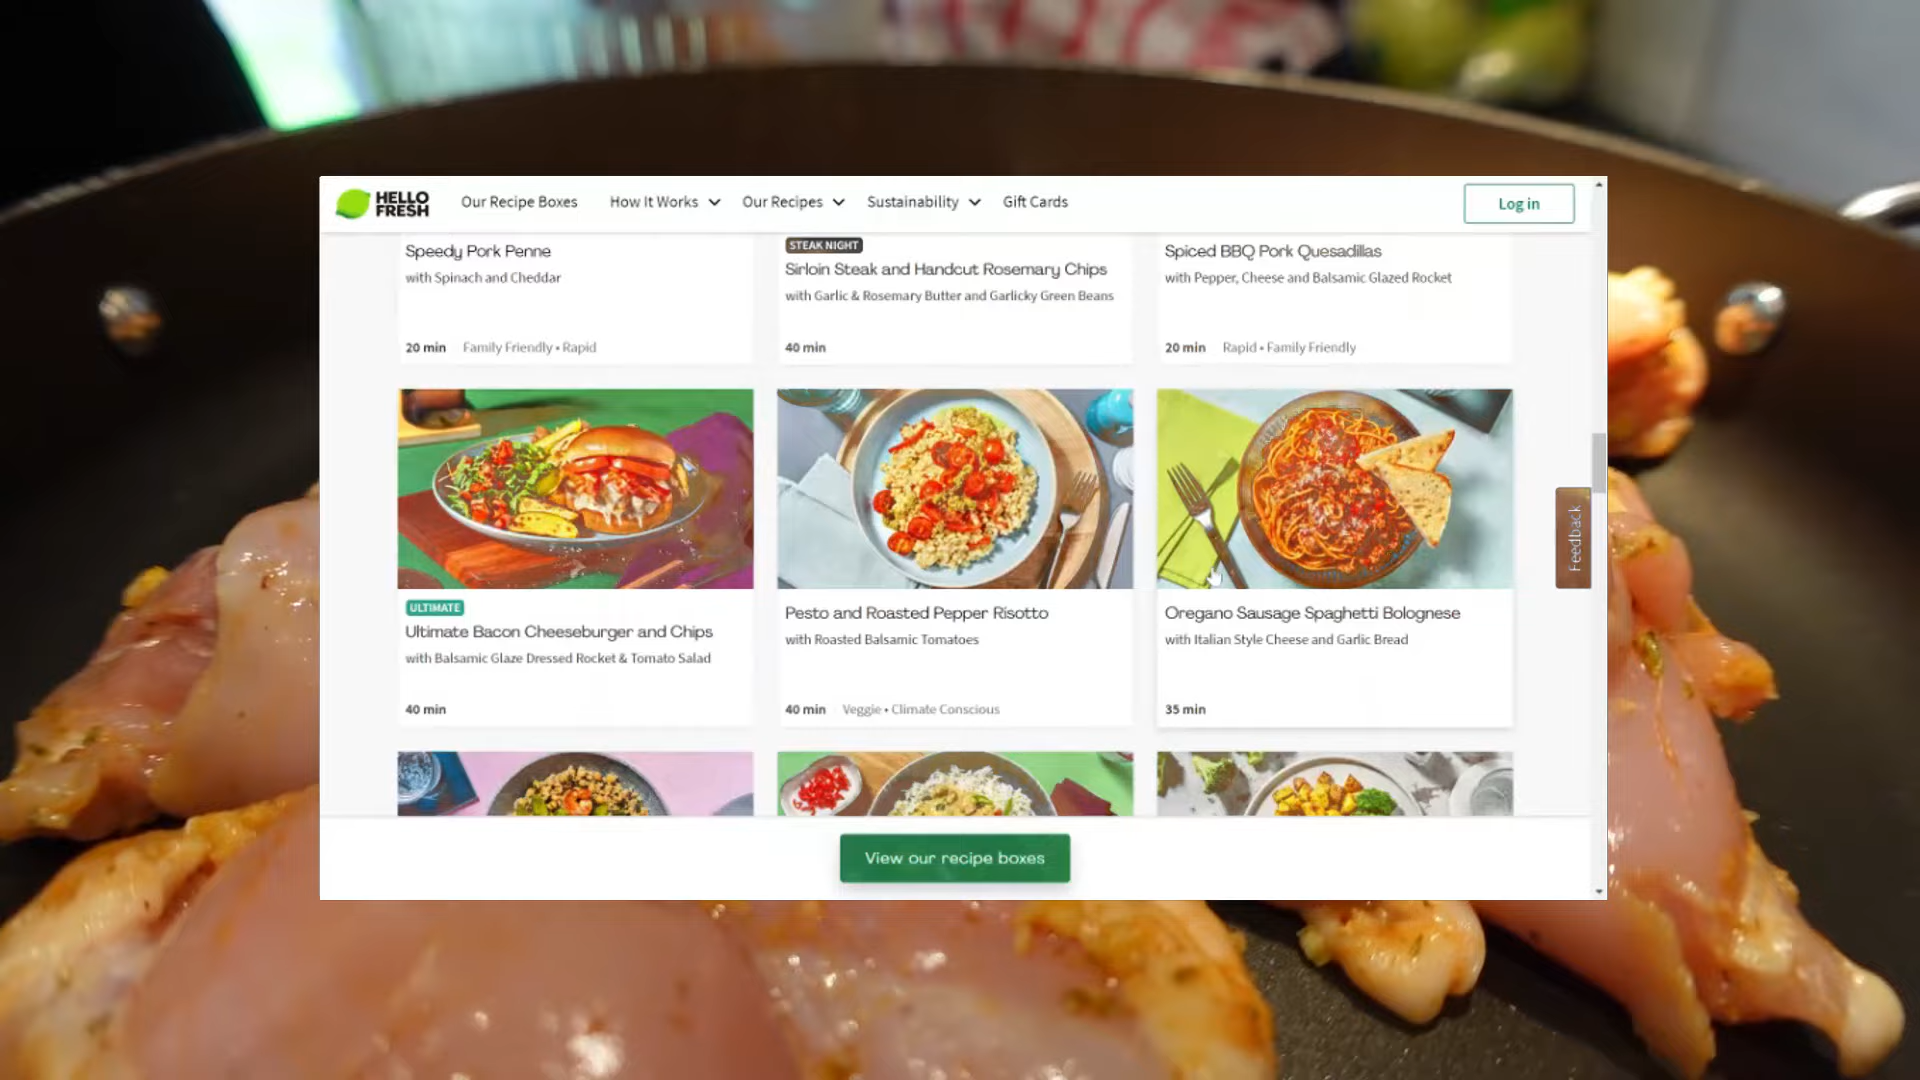 HELLO
FRESH
Our Recipe Boxes
How It Works
Our Recipes
Sustainability
Gift Cards
Log in
Speedy Pork Penne
with Spinach and Cheddar
20 min Family Friendly • Rapid
STEAK NIGHT
Sirloin Steak and Handcut Rosemary Chips
with Garlic & Rosemary Butter and Garlicky Green Beans
40 min
Spiced BBQ Pork Quesadillas
with Pepper, Cheese and Balsamic Glazed Rocket
20 min Rapid • Family Friendly
ULTIMATE
Ultimate Bacon Cheeseburger and Chips
with Balsamic Glaze Dressed Rocket & Tomato Salad
40 min
Pesto and Roasted Pepper Risotto
with Roasted Balsamic Tomatoes
40 min Veggie • Climate Conscious
Oregano Sausage Spaghetti Bolognese
with Italian Style Cheese and Garlic Bread
35 min
Feedback
View our recipe boxes